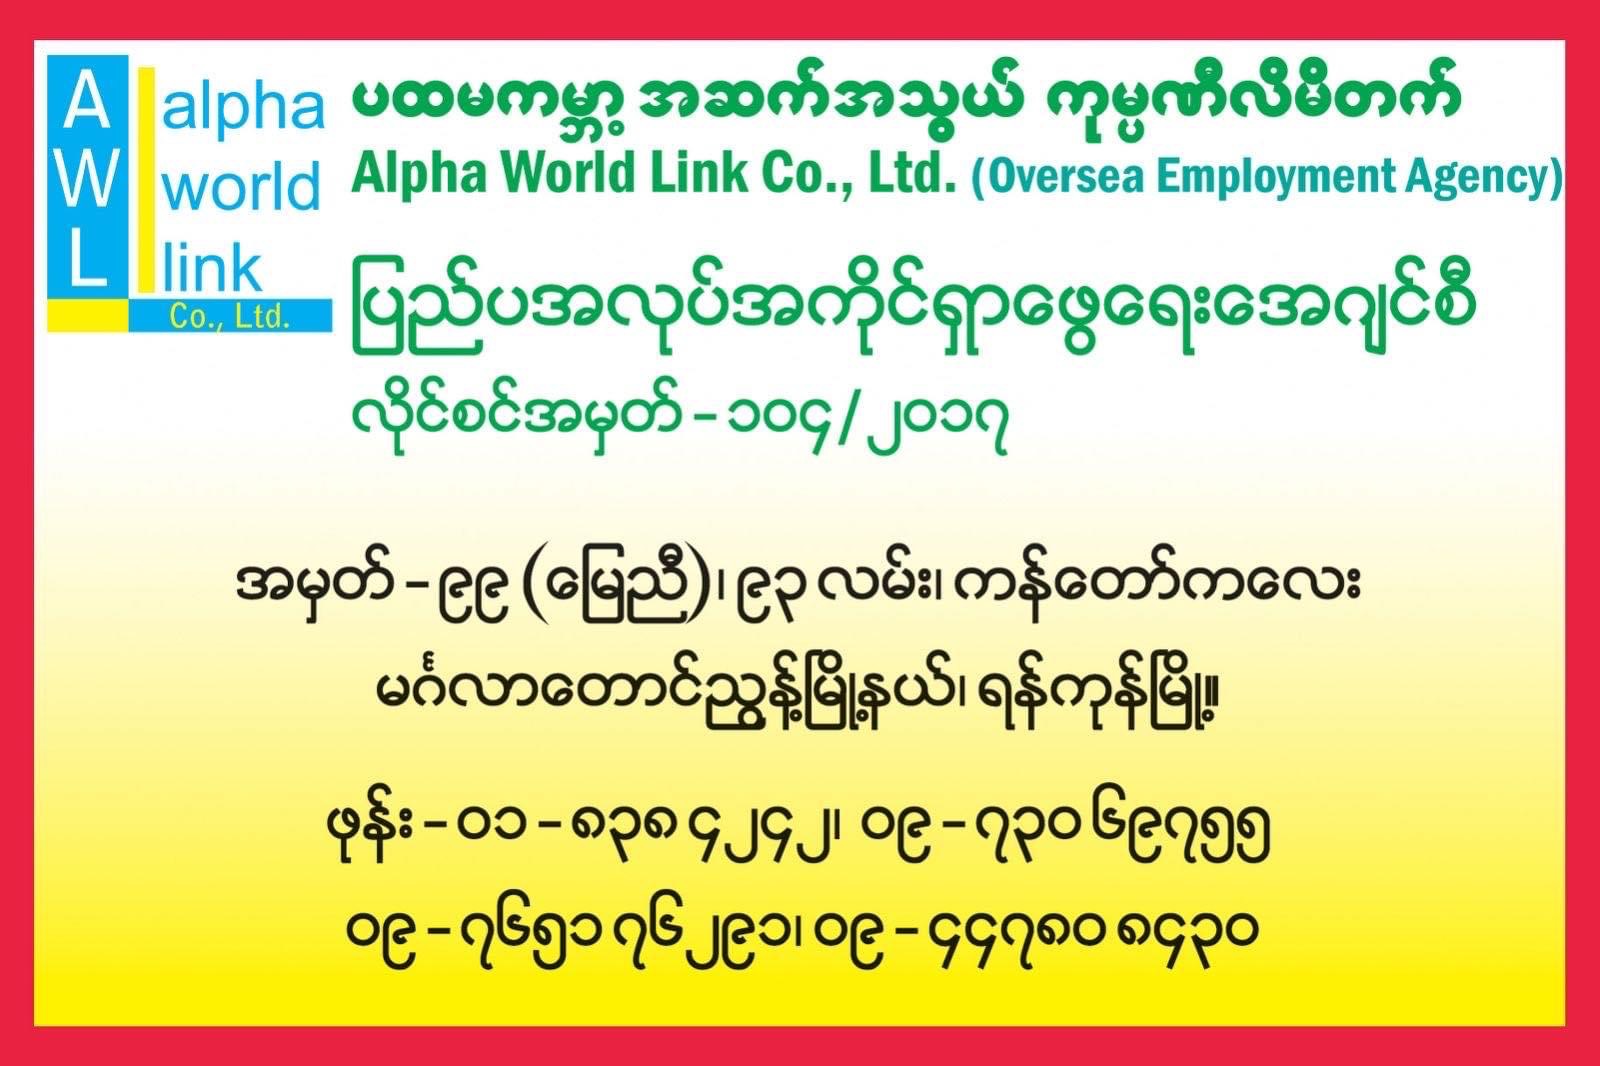 A
W
L
alpha
world
link
Co., Ltd.
ပထမကမ္ဘာ့ အဆက်အသွယ် ကုမ္ပဏီလီမိတက်
Alpha World Link Co., Ltd. (Oversea Employment Agency)
ပြည်ပအလုပ်အကိုင်ရှာဖွေရေးအေဂျင်စီ
လိုင်စင်အမှတ် - ၁၀၄/၂၀၁၇
အမှတ် - ၉၉ (မြေညီ)၊ ၉၃ လမ်း၊ ကန်တော်ကလေး
မင်္ဂလာတောင်ညွန့်မြို့နယ်၊ ရန်ကုန်မြို့။
ဖုန်း - ၀၁ - ၈၃၈ ၄၂၄၂၊ ၀၉ - ၇၃၀ ၆၉၇၅၅
၀၉ - ၇၆၅၁ ၇၆၂၉၁၊ ၀၉ - ၄၄၇၈၀ ၈၄၃၀